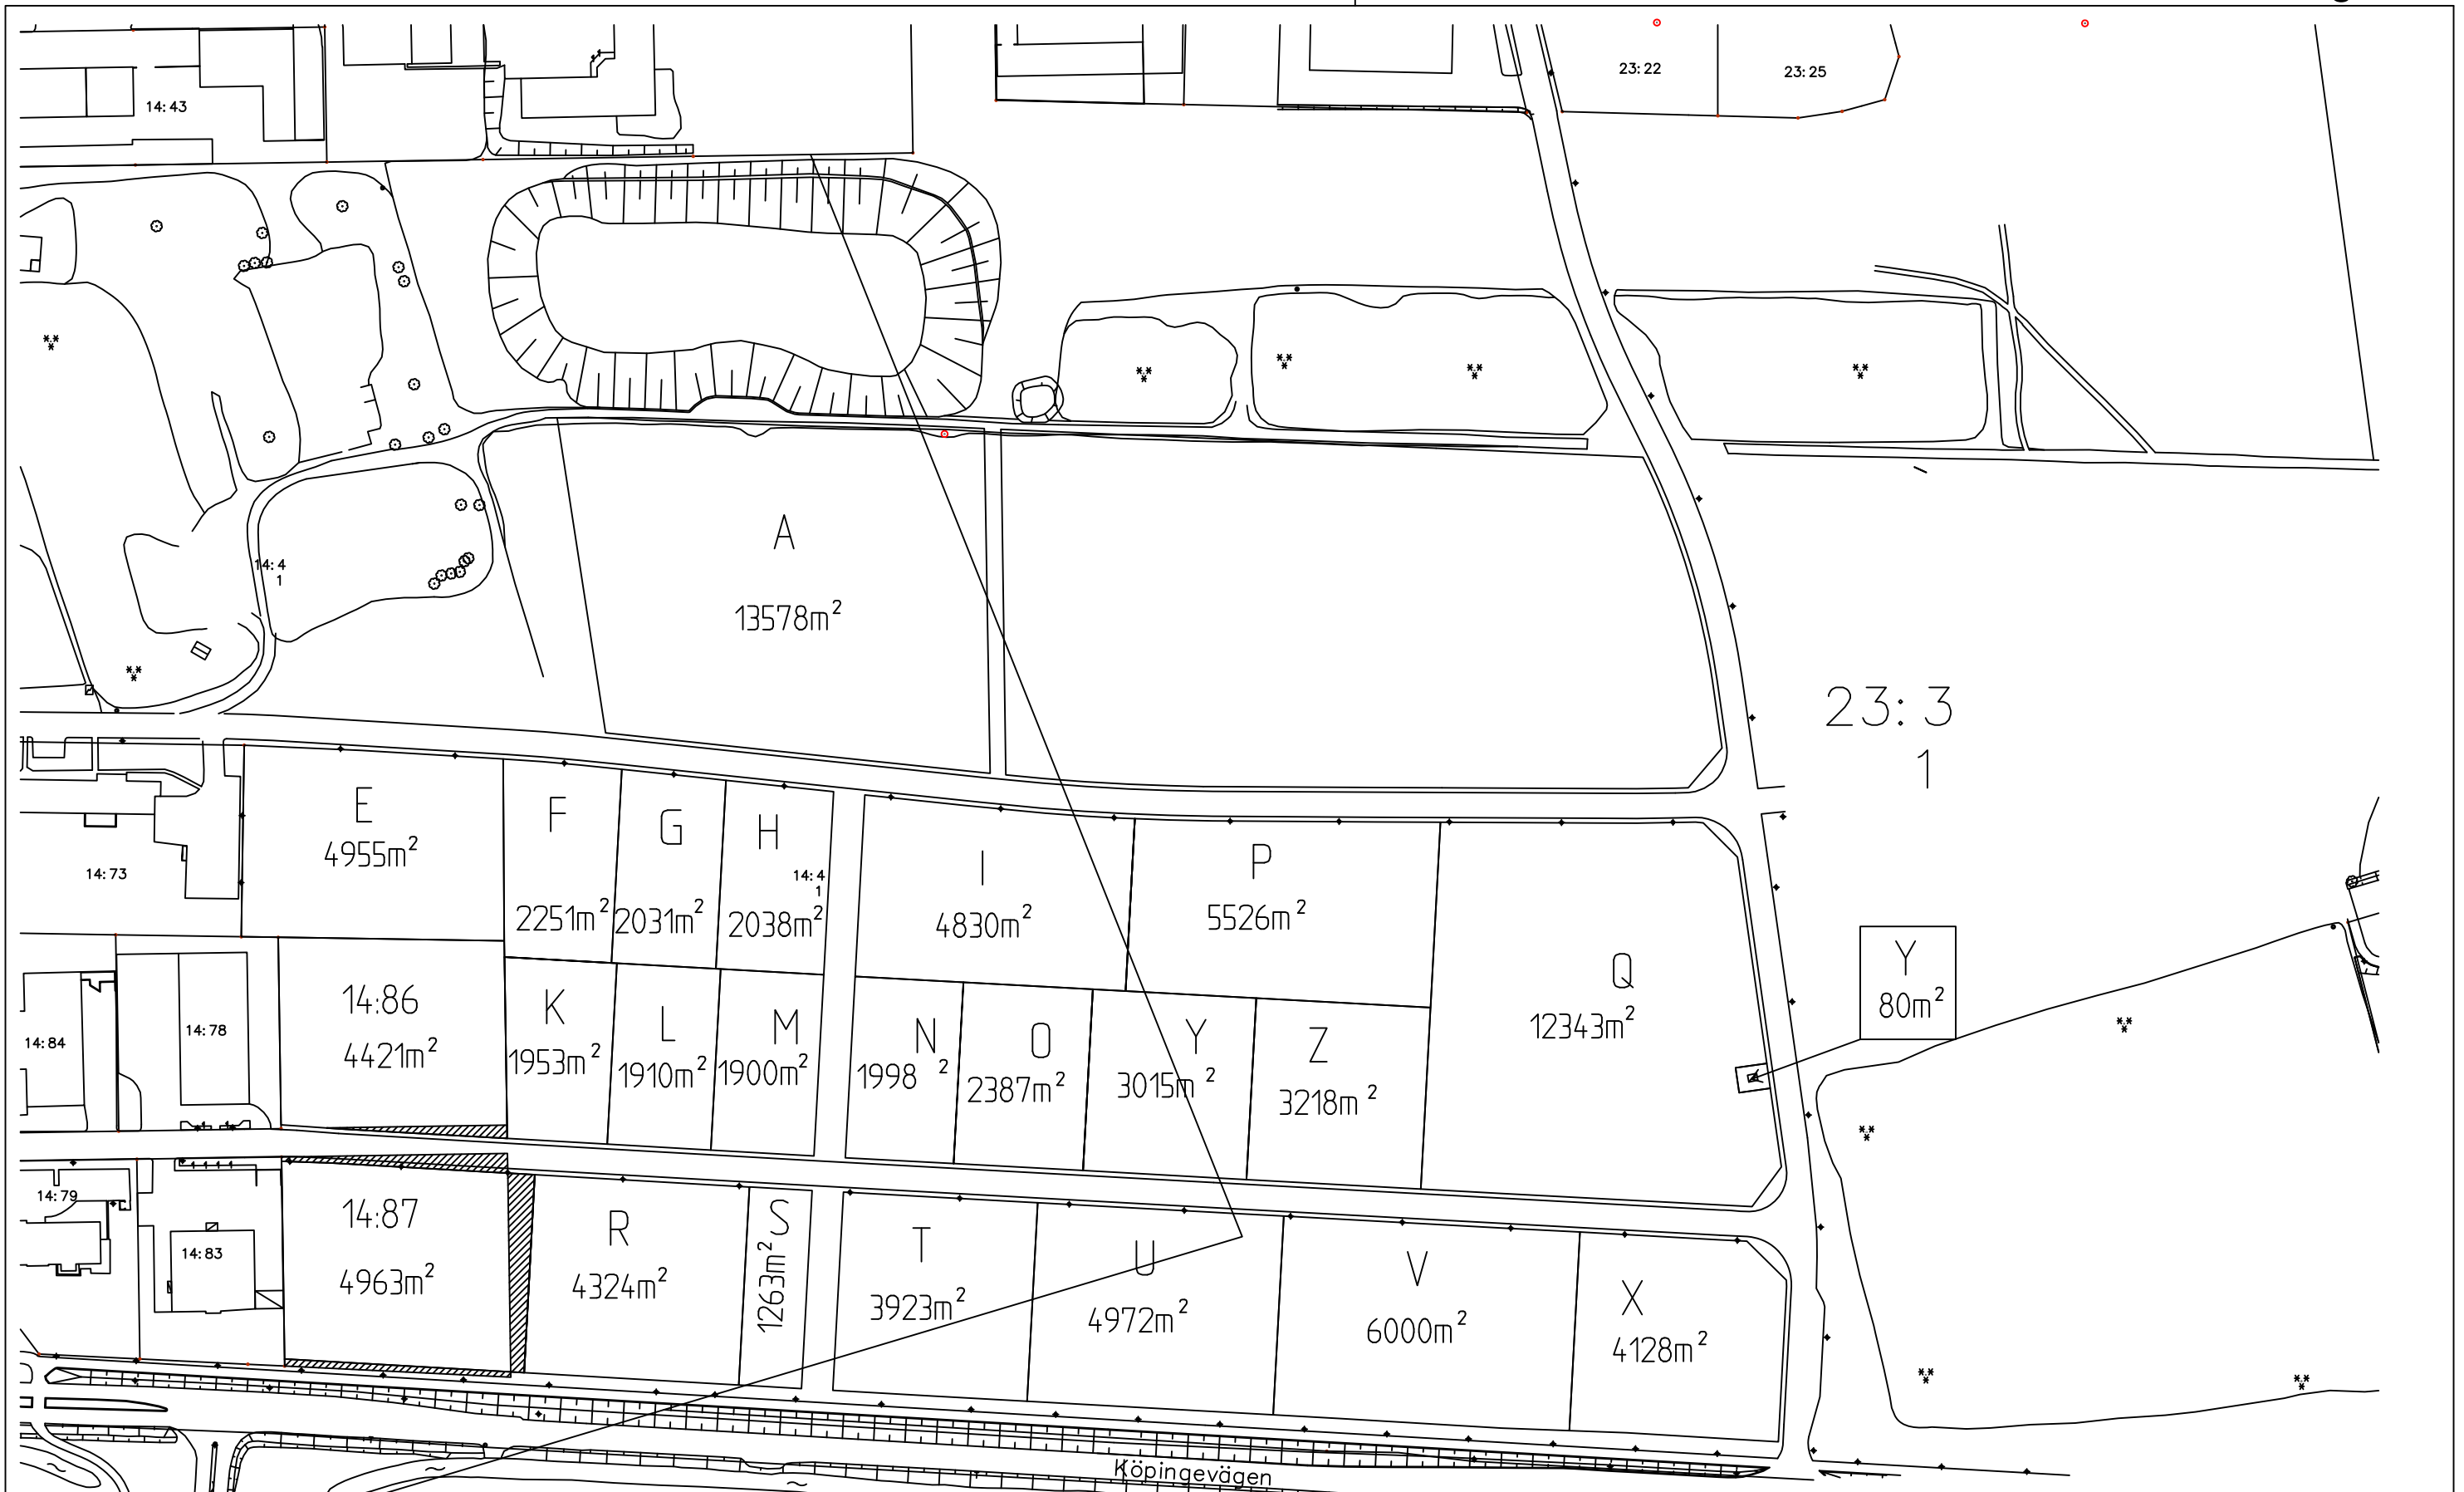 23:22
23:25
14:43
A
13578m²
14:4
1
23:3
1
E
4955m²
F
2251m²
G
2031m²
H
14:4
1
2038m²
I
4830m²
P
5526m²
14:73
Q
12343m²
Y
80m²
14:86
4421m²
14:78
14:84
K
1953m²
L
1910m²
M
1900m²
N
1998 ²
O
2387m²
Y
3015m²
Z
3218m²
14:79
14:83
14:87
4963m²
R
4324m²
S
1263m²
T
3923m²
U
4972m²
V
6000m²
X
4128m²
Köpingevägen